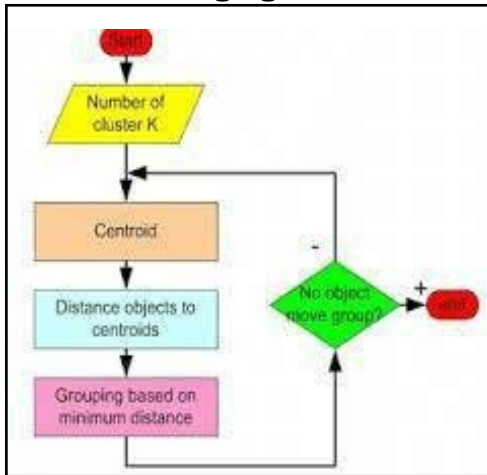 Start
Number of
cluster K
Centroid
-
No object
move group?
+
end
Distance objects to
centroids
Grouping based on
minimum distance